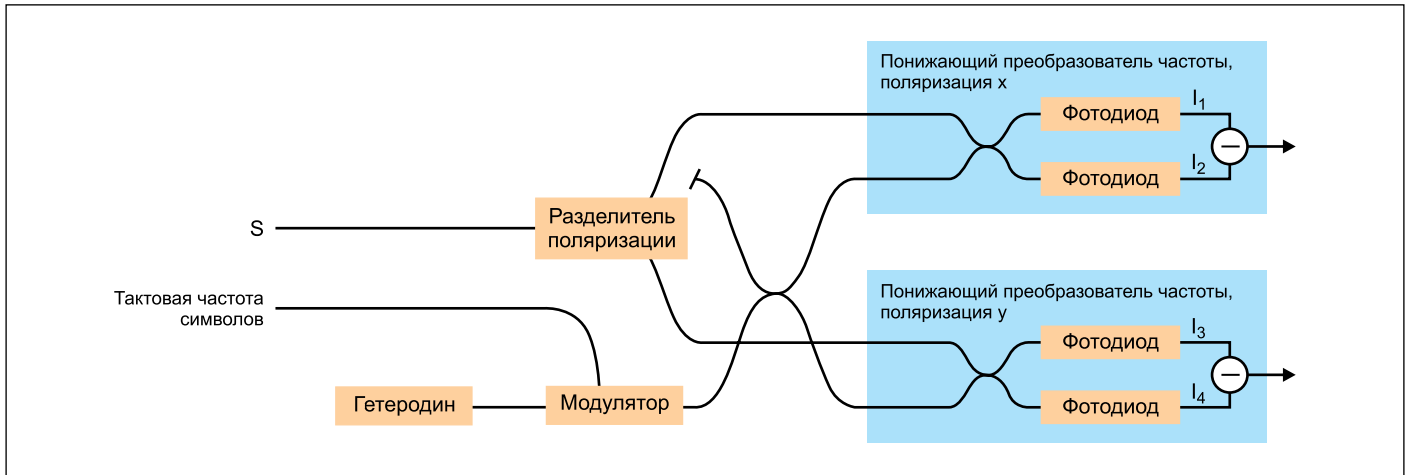 Понижающий преобразователь частоты,
поляризация x
Фотодиод
I1
Фотодиод
I2
Разделитель
поляризации
S
Тактовая частота
символов
Гетеродин
Модулятор
Понижающий преобразователь частоты,
поляризация y
Фотодиод
I3
Фотодиод
I4